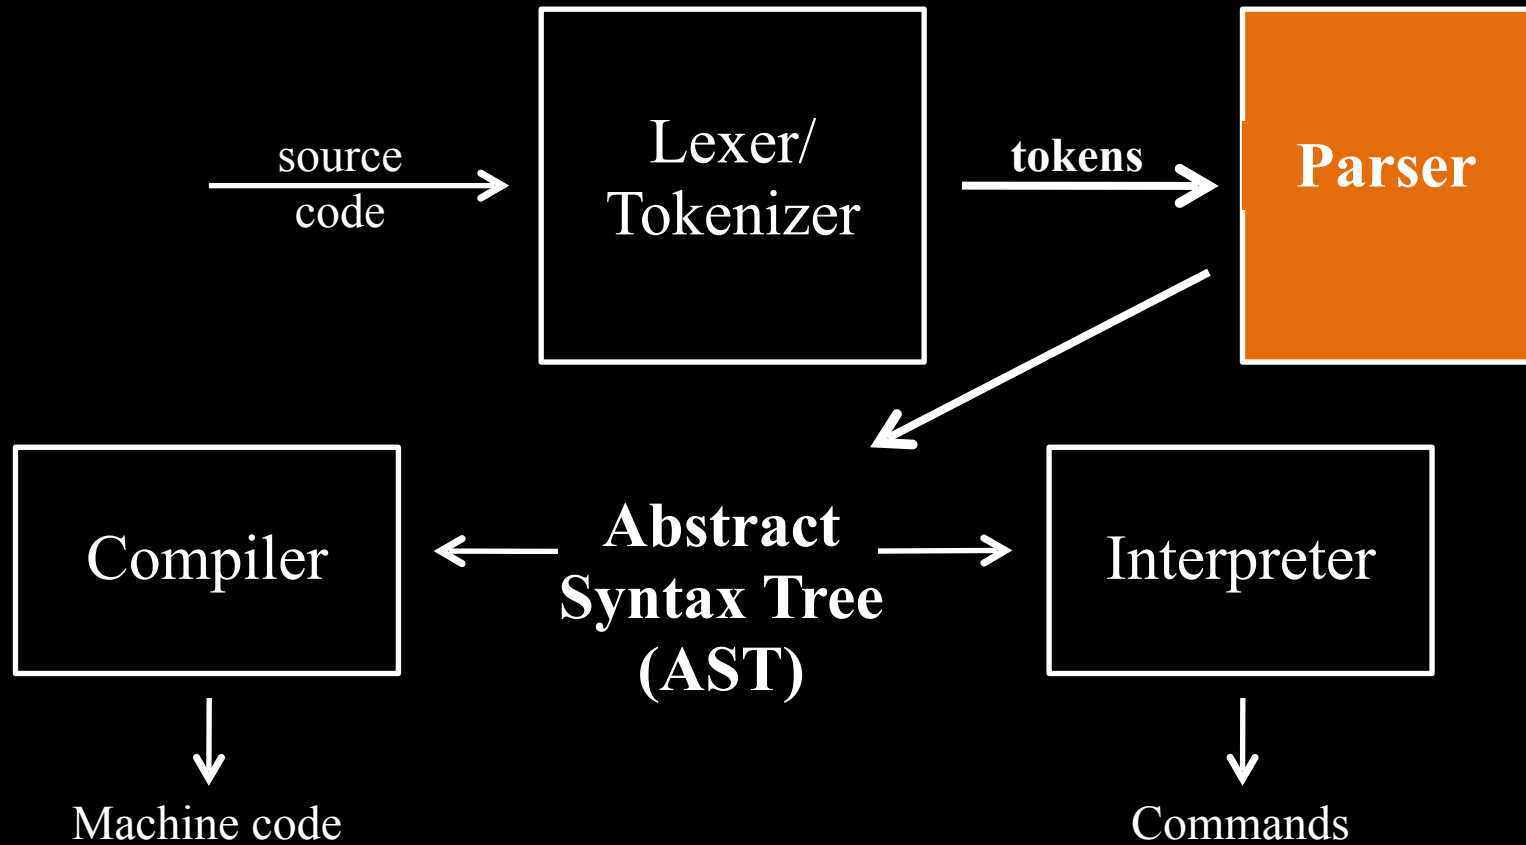 source
code
Lexer/
Tokenizer
tokens
Parser
Compiler
Abstract
Syntax Tree
(AST)
Interpreter
Machine code
Commands